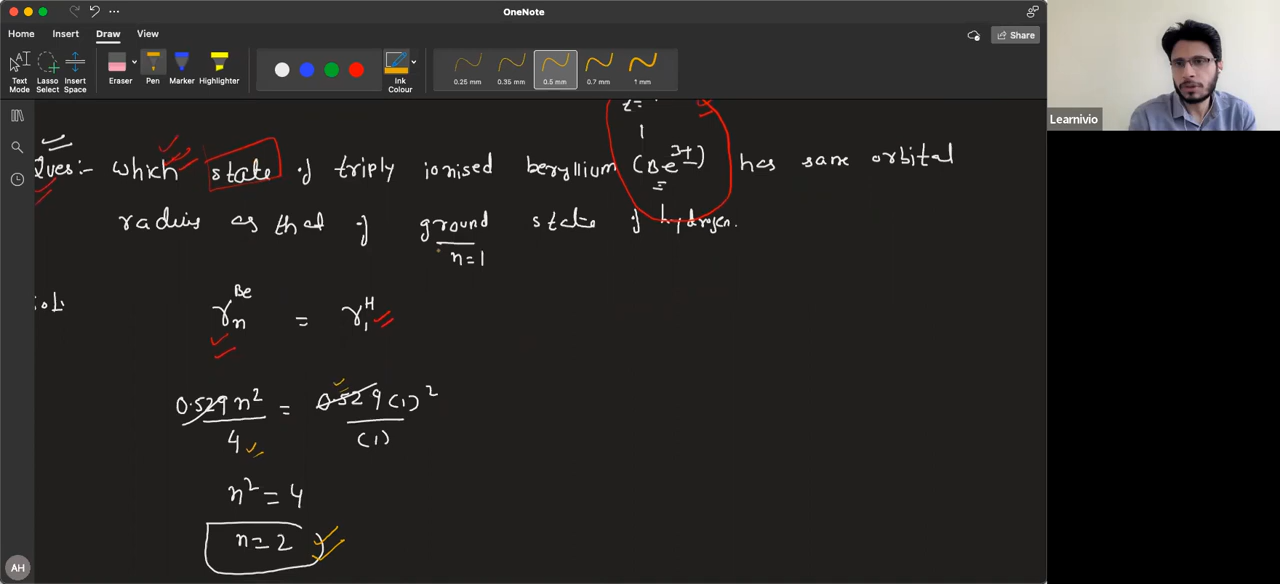 OneNote
Home Insert Draw View
Share
Text Mode Lasso Select Insert Space Eraser Pen Marker Highlighter 0.25 mm 0.35 mm 0.5 mm 0.7 mm 1 mm Ink Colour
Learnivio
z=
Ques:- which state of triply ionised beryllium (Be³⁺) has same orbital
radius as that of ground state of hydrogen.
n=1
γₙᴮᵉ = γ₁ᴴ
0.529 n² / 4 = 0.529 (1)² / (1)
n² = 4
n=2
AH